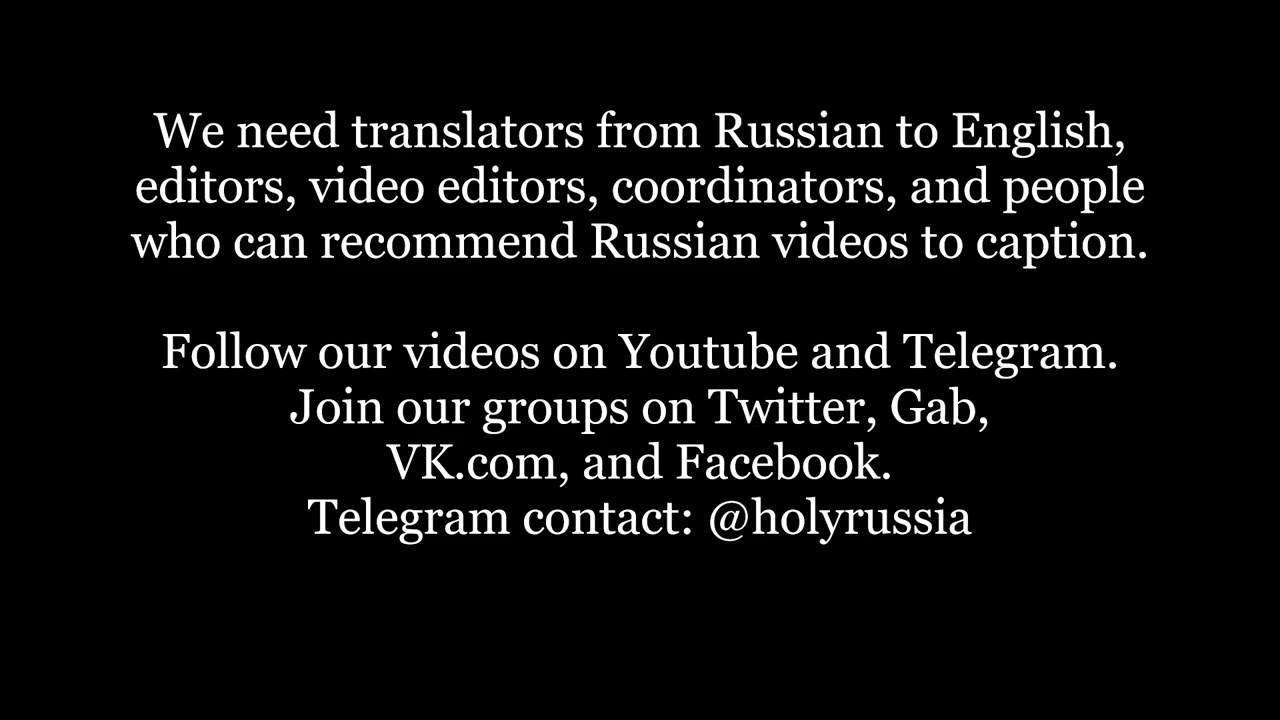 We need translators from Russian to English,
editors, video editors, coordinators, and people
who can recommend Russian videos to caption.
Follow our videos on Youtube and Telegram.
Join our groups on Twitter, Gab,
VK.com, and Facebook.
Telegram contact: @holyrussia